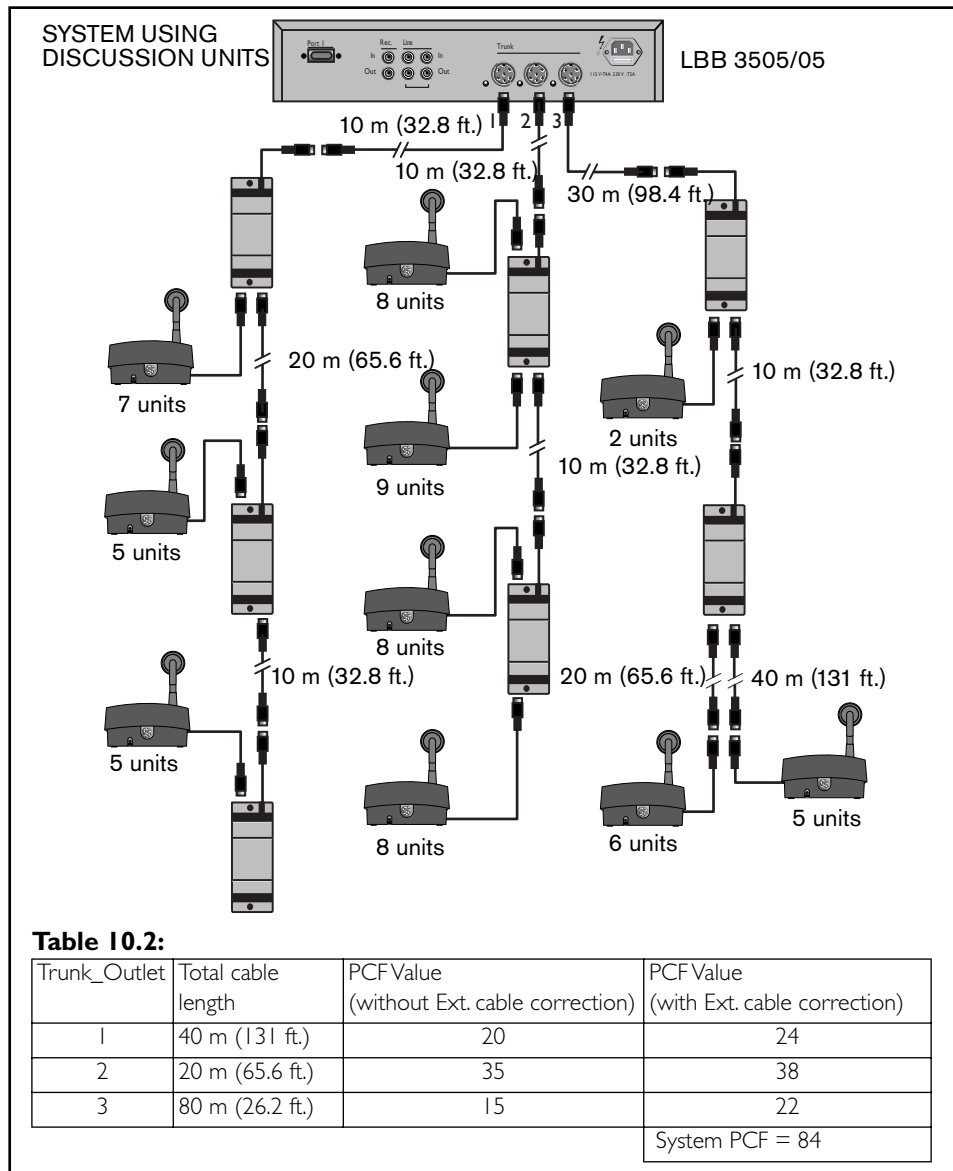 SYSTEM USING
DISCUSSION UNITS
Port 1
Rec. Line
In In
Out Out
Trunk
LBB 3505/05
1 2 3
10 m (32.8 ft.)
10 m (32.8 ft.)
30 m (98.4 ft.)
8 units
20 m (65.6 ft.)
10 m (32.8 ft.)
7 units
2 units
10 m (32.8 ft.)
9 units
5 units
8 units
10 m (32.8 ft.)
20 m (65.6 ft.)
40 m (131 ft.)
5 units
8 units
6 units
5 units
Table 10.2:
Trunk_Outlet Total cable length PCF Value (without Ext. cable correction) PCF Value (with Ext. cable correction)
1 40 m (131 ft.) 20 24
2 20 m (65.6 ft.) 35 38
3 80 m (26.2 ft.) 15 22
System PCF = 84